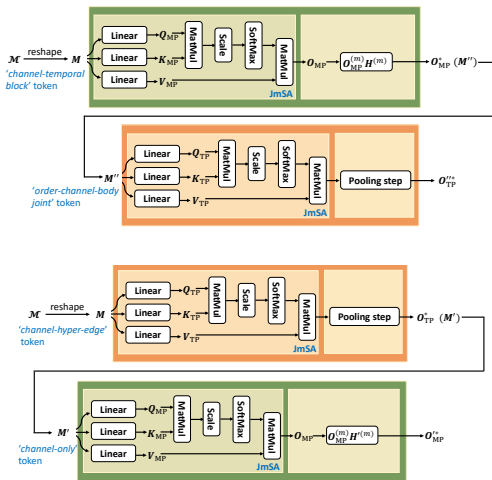 Linear Q_MP MatMul Scale SoftMax MatMul
ℳ reshape M Linear K_MP O_MP O_MP^(m) H^(m) O*_MP (M'')
'channel-temporal block' token Linear V_MP JmSA
Linear Q_TP MatMul Scale SoftMax MatMul
M'' Linear K_TP Pooling step O''*_TP
'order-channel-body joint' token Linear V_TP JmSA
Linear Q_TP MatMul Scale SoftMax MatMul
ℳ reshape M Linear K_TP Pooling step O*_TP (M')
'channel-hyper-edge' token Linear V_TP JmSA
Linear Q_MP MatMul Scale SoftMax MatMul
M' Linear K_MP O_MP O_MP^(m) H'^(m) O'*_MP
'channel-only' token Linear V_MP JmSA